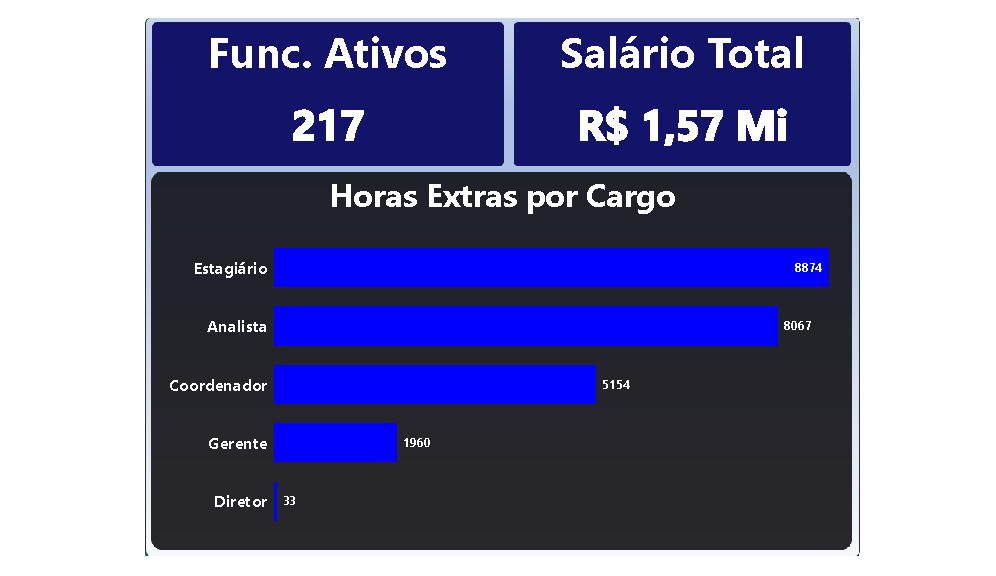 Func. Ativos
217
Salário Total
R$ 1,57 Mi
Horas Extras por Cargo
Estagiário 8874
Analista 8067
Coordenador 5154
Gerente 1960
Diretor 33